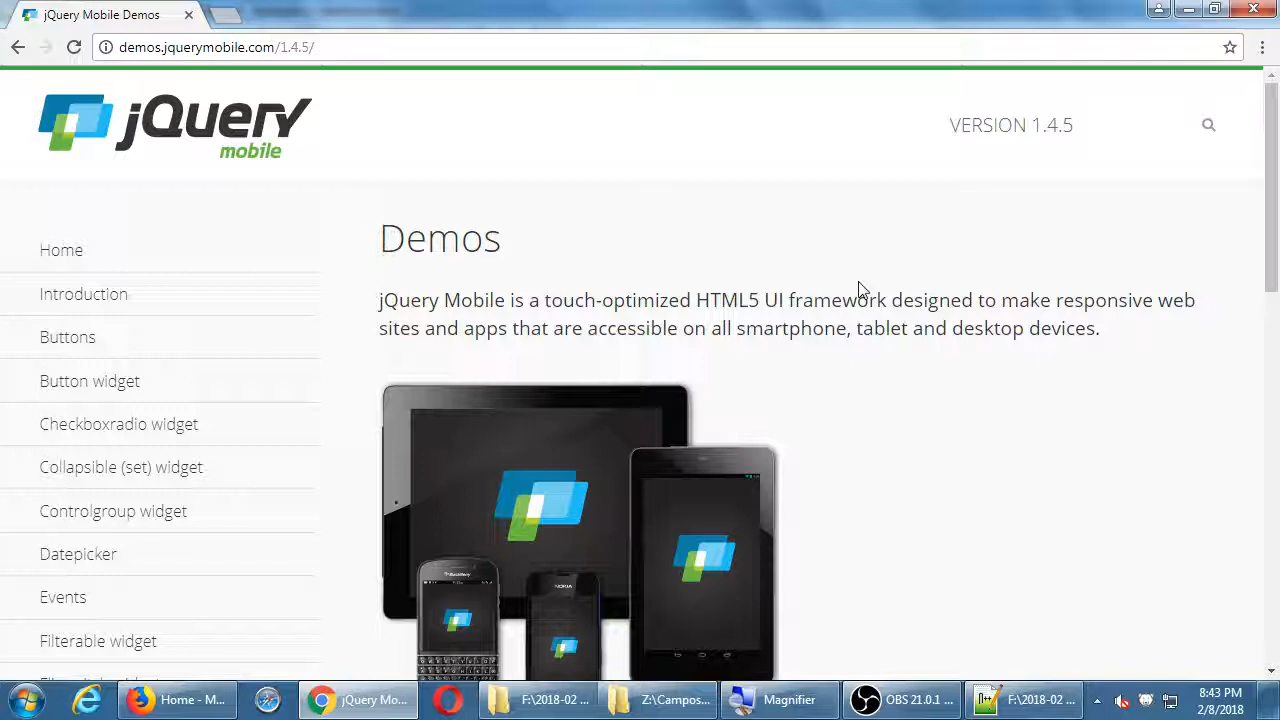 jQuery Mobile Demos
demos.jquerymobile.com/1.4.5/
jQuery
mobile
VERSION 1.4.5
Home
Introduction
Buttons
Button widget
Checkboxradio widget
Collapsible (set) widget
Controlgroup widget
Datepicker
Events
Filterable widget
Demos
jQuery Mobile is a touch-optimized HTML5 UI framework designed to make responsive web
sites and apps that are accessible on all smartphone, tablet and desktop devices.
BlackBerry
NOKIA
Home - M...
jQuery Mo...
F:\2018-02 ...
Z:\Campos...
Magnifier
OBS 21.0.1 ...
F:\2018-02 ...
8:43 PM
2/8/2018